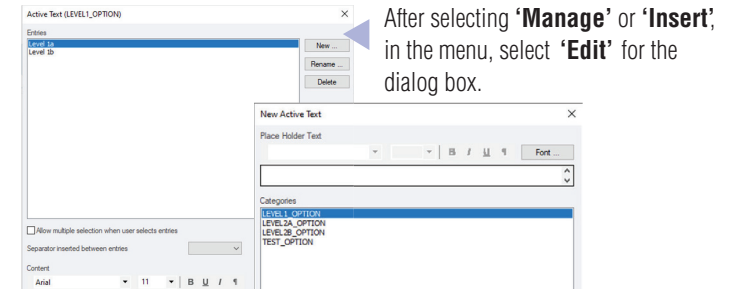 Active Text (LEVEL1_OPTION)
Entries
Level 1a
Level 1b
New ...
Rename ...
Delete
After selecting ‘Manage’ or ‘Insert’,
in the menu, select ‘Edit’ for the
dialog box.
New Active Text
Place Holder Text
B I U ¶ Font ...
Categories
LEVEL1_OPTION
LEVEL2A_OPTION
LEVEL2B_OPTION
TEST_OPTION
Allow multiple selection when user selects entries
Separator inserted between entries
Content
Arial 11 B U I ¶